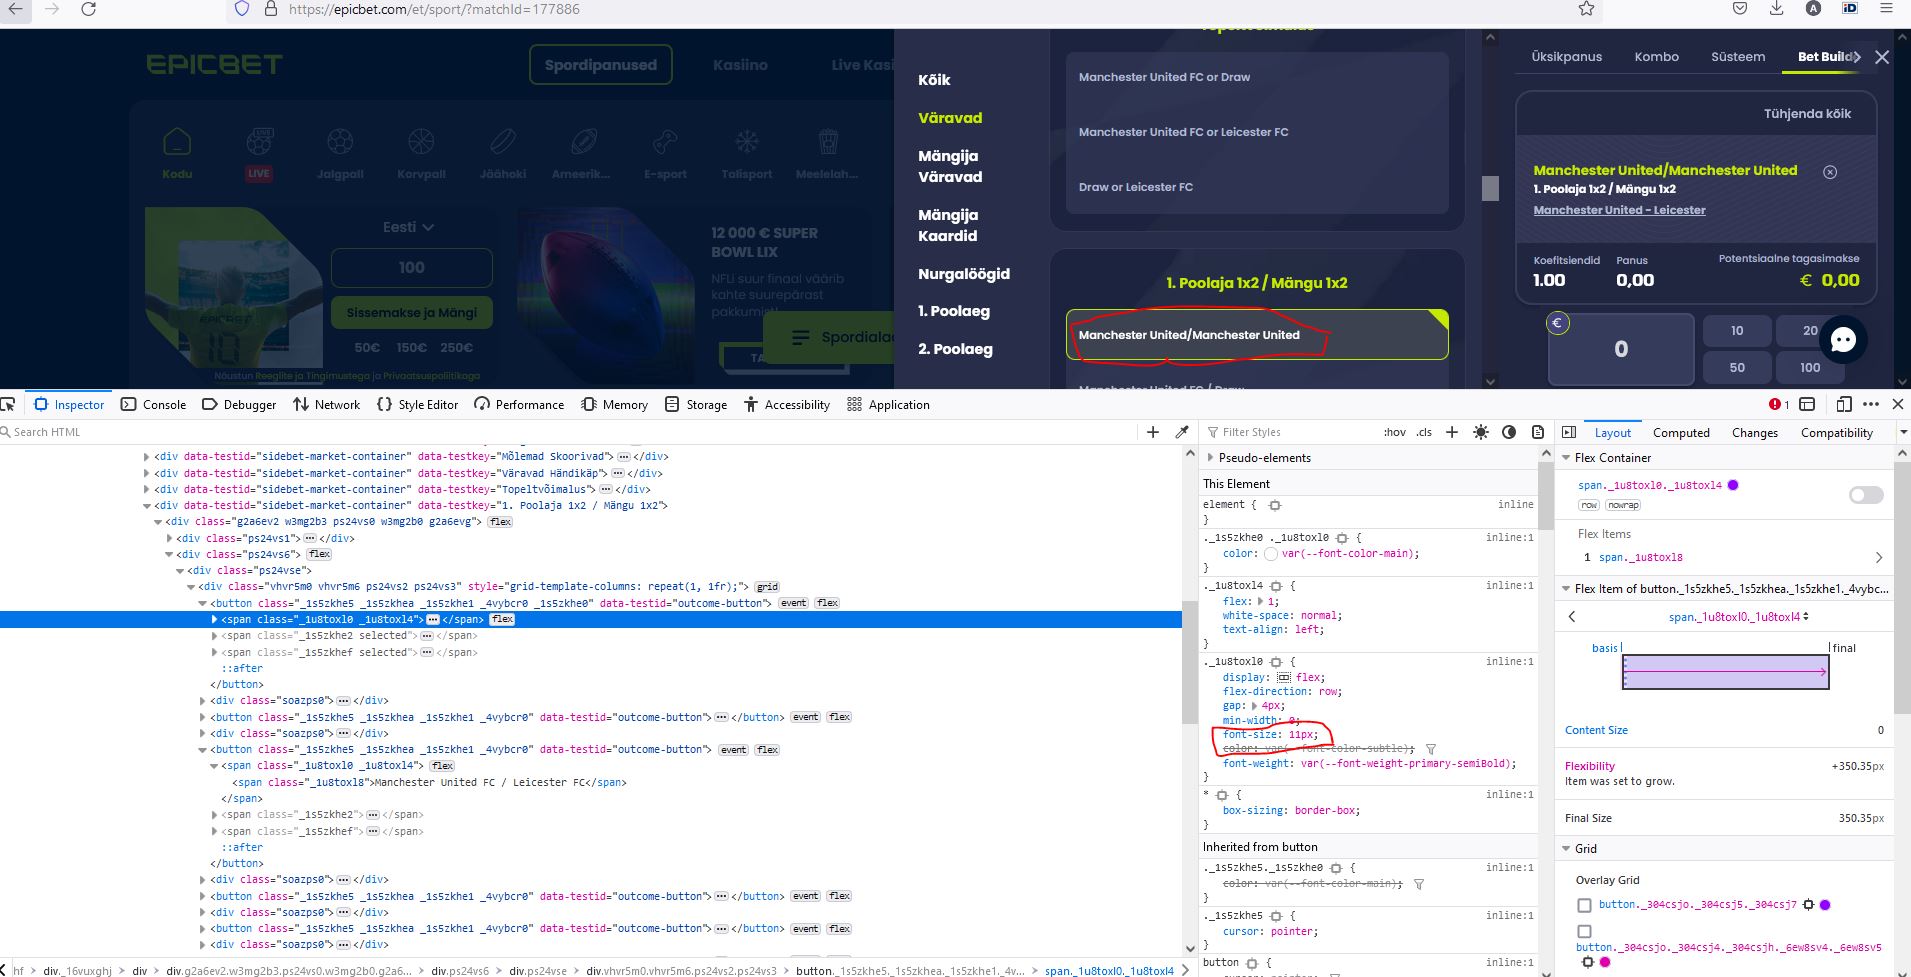 https://epicbet.com/et/sport/?matchId=177886
EPICBET
Spordipanused
Kasiino
Live Kasi
Kodu
LIVE
LIVE
Jalgpall
Korvpall
Jäähoki
Ameerik...
E-sport
Talisport
Meelelah...
Eesti
100
Sissemakse ja Mängi
50€ 150€ 250€
Nõustun Reeglite ja Tingimustega ja Privaatsuspoliitikaga
EPICBET
10
12 000 € SUPER
BOWL LIX
NFLi suur finaal väärib
kahte suurepärast
pakkumist!
Spordialad
Kõik
Väravad
Mängija
Väravad
Mängija
Kaardid
Nurgalöögid
1. Poolaeg
2. Poolaeg
Topeltvõimalus
Manchester United FC or Draw
Manchester United FC or Leicester FC
Draw or Leicester FC
1. Poolaja 1x2 / Mängu 1x2
Manchester United/Manchester United
Manchester United FC / Draw
Üksikpanus Kombo Süsteem Bet Build
Tühjenda kõik
Manchester United/Manchester United
1. Poolaja 1x2 / Mängu 1x2
Manchester United - Leicester
Koefitsiendid Panus Potentsiaalne tagasimakse
1.00 0,00 € 0,00
€
0
10 20
50 100
Inspector Console Debugger Network Style Editor Performance Memory Storage Accessibility Application
1
Search HTML
<div data-testid="sidebet-market-container" data-testkey="Mõlemad Skoorivad"> </div>
<div data-testid="sidebet-market-container" data-testkey="Väravad Händikäp"> </div>
<div data-testid="sidebet-market-container" data-testkey="Topeltvõimalus"> </div>
<div data-testid="sidebet-market-container" data-testkey="1. Poolaja 1x2 / Mängu 1x2">
<div class="g2a6ev2 w3mg2b3 ps24vs0 w3mg2b0 g2a6evg"> flex
<div class="ps24vs1"> </div>
<div class="ps24vs6"> flex
<div class="ps24vse">
<div class="vhvr5m0 vhvr5m6 ps24vs2 ps24vs3" style="grid-template-columns: repeat(1, 1fr);"> grid
<button class="_1s5zkhe5 _1s5zkhea _1s5zkhe1 _4vybcr0 _1s5zkhe0" data-testid="outcome-button"> event flex
<span class="_1u8toxl0 _1u8toxl4"> </span> flex
<span class="_1s5zkhe2 selected"> </span>
<span class="_1s5zkhef selected"> </span>
::after
</button>
<div class="soazps0"> </div>
<button class="_1s5zkhe5 _1s5zkhea _1s5zkhe1 _4vybcr0" data-testid="outcome-button"> </button> event flex
<div class="soazps0"> </div>
<button class="_1s5zkhe5 _1s5zkhea _1s5zkhe1 _4vybcr0" data-testid="outcome-button"> event flex
<span class="_1u8toxl0 _1u8toxl4"> flex
<span class="_1u8toxl8">Manchester United FC / Leicester FC</span>
</span>
<span class="_1s5zkhe2"> </span>
<span class="_1s5zkhef"> </span>
::after
</button>
<div class="soazps0"> </div>
<button class="_1s5zkhe5 _1s5zkhea _1s5zkhe1 _4vybcr0" data-testid="outcome-button"> </button> event flex
<div class="soazps0"> </div>
<button class="_1s5zkhe5 _1s5zkhea _1s5zkhe1 _4vybcr0" data-testid="outcome-button"> </button> event flex
<div class="soazps0"> </div>
hf div._16vuxghj div div.g2a6ev2.w3mg2b3.ps24vs0.w3mg2b0.g2a6... div.ps24vs6 div.ps24vse div.vhvr5m0.vhvr5m6.ps24vs2.ps24vs3 button._1s5zkhe5._1s5zkhea._1s5zkhe1._4v... span._1u8toxl0._1u8toxl4
Filter Styles :hov .cls
Pseudo-elements
This Element
element { inline
}
._1s5zkhe0 ._1u8toxl0 { inline:1
color: var(--font-color-main);
}
._1u8toxl4 { inline:1
flex: 1;
white-space: normal;
text-align: left;
}
._1u8toxl0 { inline:1
display: flex;
flex-direction: row;
gap: 4px;
min-width: 0;
font-size: 11px;
color: var(--font-color-subtle);
font-weight: var(--font-weight-primary-semiBold);
}
* { inline:1
box-sizing: border-box;
}
Inherited from button
._1s5zkhe5._1s5zkhe0 { inline:1
color: var(--font-color-main);
}
._1s5zkhe5 { inline:1
cursor: pointer;
}
button { inline:1
cursor: pointer;
Layout Computed Changes Compatibility
Flex Container
span._1u8toxl0._1u8toxl4
row nowrap
Flex Items
1 span._1u8toxl8
Flex Item of button._1s5zkhe5._1s5zkhea._1s5zkhe1._4vybc...
span._1u8toxl0._1u8toxl4
basis final
Content Size 0
Flexibility +350.35px
Item was set to grow.
Final Size 350.35px
Grid
Overlay Grid
button._304csjo._304csj5._304csj7
button._304csjo._304csj4._304csjh._6ew8sv4._6ew8sv5